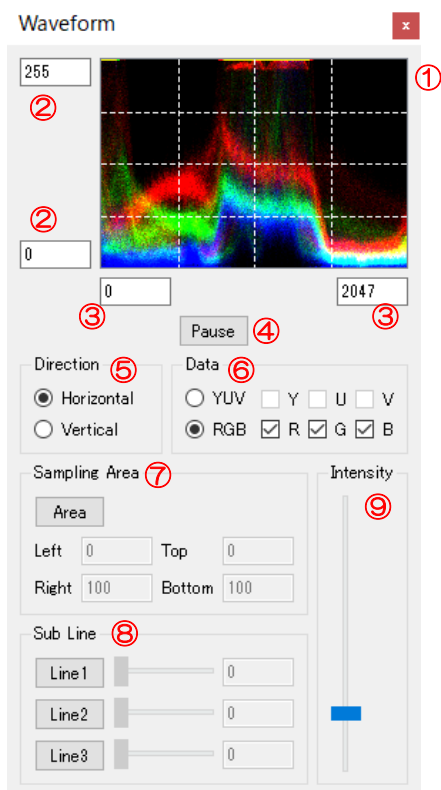 Waveform
x
255
①
②
②
0
0
2047
③
③
Pause
④
Direction
⑤
Data
⑥
Horizontal
YUV
Y
U
V
Vertical
RGB
R
G
B
Sampling Area
⑦
Intensity
Area
⑨
Left
0
Top
0
Right
100
Bottom
100
Sub Line
⑧
Line1
0
Line2
0
Line3
0